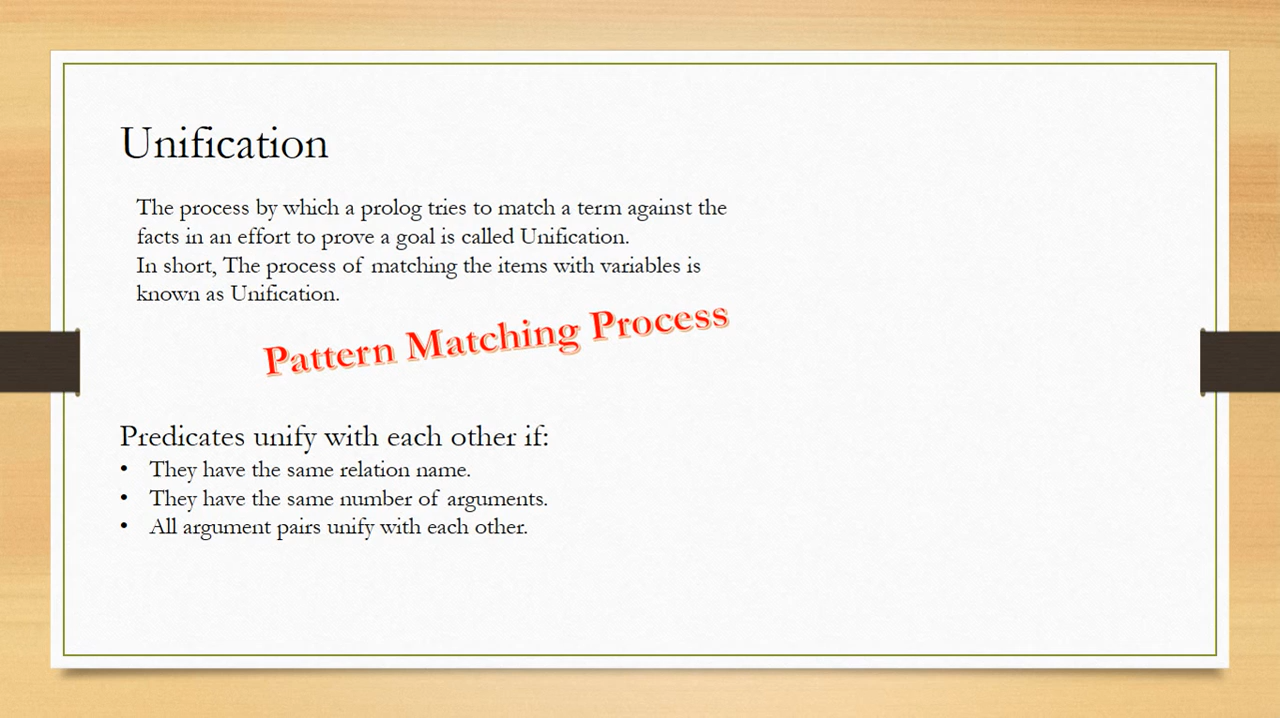 Unification
The process by which a prolog tries to match a term against the
facts in an effort to prove a goal is called Unification.
In short, The process of matching the items with variables is
known as Unification.
Pattern Matching Process
Predicates unify with each other if:
• They have the same relation name.
• They have the same number of arguments.
• All argument pairs unify with each other.